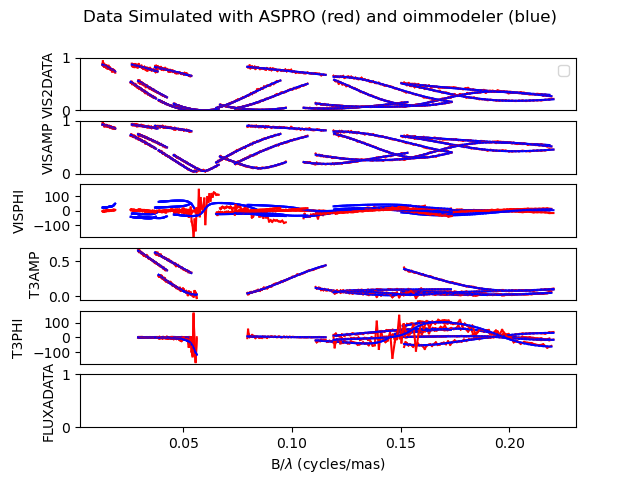 Data Simulated with ASPRO (red) and oimmodeler (blue)
VIS2DATA
1
0
VISAMP
1
0
VISPHI
100
0
−100
T3AMP
0.5
0.0
T3PHI
100
0
−100
FLUXADATA
1
0
0.05 0.10 0.15 0.20
B/λ (cycles/mas)